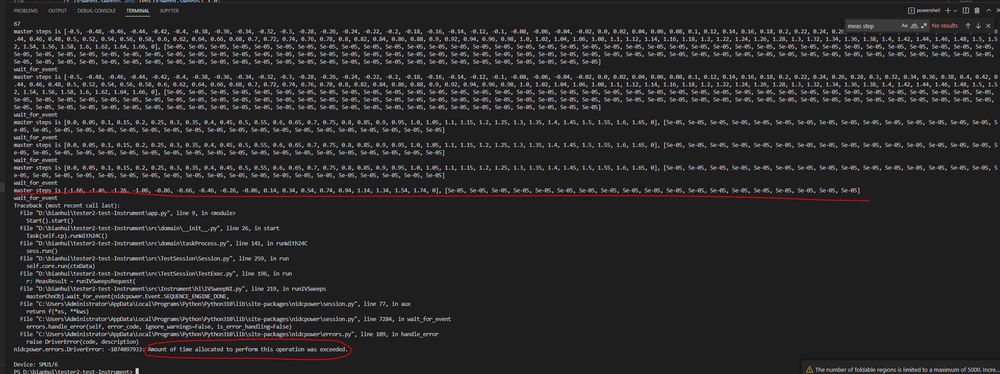 274 if ivSweep.sweeps and len(ivSweep.sweeps) > 0:
PROBLEMS OUTPUT DEBUG CONSOLE TERMINAL JUPYTER
powershell
meas step Aa ab .* No results
67
master steps is [-0.5, -0.48, -0.46, -0.44, -0.42, -0.4, -0.38, -0.36, -0.34, -0.32, -0.3, -0.28, -0.26, -0.24, -0.22, -0.2, -0.18, -0.16, -0.14, -0.12, -0.1, -0.08, -0.06, -0.04, -0.02, 0.0, 0.02, 0.04, 0.06, 0.08, 0.1, 0.12, 0.14, 0.16, 0.18, 0.2, 0.22, 0.24, 0.26, 0
.44, 0.46, 0.48, 0.5, 0.52, 0.54, 0.56, 0.58, 0.6, 0.62, 0.64, 0.66, 0.68, 0.7, 0.72, 0.74, 0.76, 0.78, 0.8, 0.82, 0.84, 0.86, 0.88, 0.9, 0.92, 0.94, 0.96, 0.98, 1.0, 1.02, 1.04, 1.06, 1.08, 1.1, 1.12, 1.14, 1.16, 1.18, 1.2, 1.22, 1.24, 1.26, 1.28, 1.3, 1.32, 1.34, 1.36, 1.38, 1.4, 1.42, 1.44, 1.46, 1.48, 1.5, 1.5
2, 1.54, 1.56, 1.58, 1.6, 1.62, 1.64, 1.66, 0], [5e-05, 5e-05, 5e-05, 5e-05, 5e-05, 5e-05, 5e-05, 5e-05, 5e-05, 5e-05, 5e-05, 5e-05, 5e-05, 5e-05, 5e-05, 5e-05, 5e-05, 5e-05, 5e-05, 5e-05, 5e-05, 5e-05, 5e-05, 5e-05, 5e-05, 5e-05, 5e-05, 5e-05, 5e-05, 5e-05, 5e-05, 5e-05, 5e-05, 5e-05, 5e-05, 5e-05, 5e-05, 5e-05,
5e-05, 5e-05, 5e-05, 5e-05, 5e-05, 5e-05, 5e-05, 5e-05, 5e-05, 5e-05, 5e-05, 5e-05, 5e-05, 5e-05, 5e-05, 5e-05, 5e-05, 5e-05, 5e-05, 5e-05, 5e-05, 5e-05, 5e-05, 5e-05, 5e-05, 5e-05, 5e-05, 5e-05, 5e-05, 5e-05, 5e-05, 5e-05, 5e-05, 5e-05, 5e-05, 5e-05, 5e-05, 5e-05, 5e-05, 5e-05, 5e-05, 5e-05, 5e-05, 5e-05, 5e-05,
5e-05, 5e-05, 5e-05, 5e-05, 5e-05, 5e-05, 5e-05, 5e-05, 5e-05, 5e-05, 5e-05, 5e-05, 5e-05, 5e-05, 5e-05, 5e-05, 5e-05, 5e-05, 5e-05, 5e-05, 5e-05, 5e-05, 5e-05, 5e-05, 5e-05, 5e-05, 5e-05]
wait_for_event
master steps is [-0.5, -0.48, -0.46, -0.44, -0.42, -0.4, -0.38, -0.36, -0.34, -0.32, -0.3, -0.28, -0.26, -0.24, -0.22, -0.2, -0.18, -0.16, -0.14, -0.12, -0.1, -0.08, -0.06, -0.04, -0.02, 0.0, 0.02, 0.04, 0.06, 0.08, 0.1, 0.12, 0.14, 0.16, 0.18, 0.2, 0.22, 0.24, 0.26, 0.28, 0.3, 0.32, 0.34, 0.36, 0.38, 0.4, 0.42, 0
.44, 0.46, 0.48, 0.5, 0.52, 0.54, 0.56, 0.58, 0.6, 0.62, 0.64, 0.66, 0.68, 0.7, 0.72, 0.74, 0.76, 0.78, 0.8, 0.82, 0.84, 0.86, 0.88, 0.9, 0.92, 0.94, 0.96, 0.98, 1.0, 1.02, 1.04, 1.06, 1.08, 1.1, 1.12, 1.14, 1.16, 1.18, 1.2, 1.22, 1.24, 1.26, 1.28, 1.3, 1.32, 1.34, 1.36, 1.38, 1.4, 1.42, 1.44, 1.46, 1.48, 1.5, 1.5
2, 1.54, 1.56, 1.58, 1.6, 1.62, 1.64, 1.66, 0], [5e-05, 5e-05, 5e-05, 5e-05, 5e-05, 5e-05, 5e-05, 5e-05, 5e-05, 5e-05, 5e-05, 5e-05, 5e-05, 5e-05, 5e-05, 5e-05, 5e-05, 5e-05, 5e-05, 5e-05, 5e-05, 5e-05, 5e-05, 5e-05, 5e-05, 5e-05, 5e-05, 5e-05, 5e-05, 5e-05, 5e-05, 5e-05, 5e-05, 5e-05, 5e-05, 5e-05, 5e-05, 5e-05,
5e-05, 5e-05, 5e-05, 5e-05, 5e-05, 5e-05, 5e-05, 5e-05, 5e-05, 5e-05, 5e-05, 5e-05, 5e-05, 5e-05, 5e-05, 5e-05, 5e-05, 5e-05, 5e-05, 5e-05, 5e-05, 5e-05, 5e-05, 5e-05, 5e-05, 5e-05, 5e-05, 5e-05, 5e-05, 5e-05, 5e-05, 5e-05, 5e-05, 5e-05, 5e-05, 5e-05, 5e-05, 5e-05, 5e-05, 5e-05, 5e-05, 5e-05, 5e-05, 5e-05, 5e-05,
5e-05, 5e-05, 5e-05, 5e-05, 5e-05, 5e-05, 5e-05, 5e-05, 5e-05, 5e-05, 5e-05, 5e-05, 5e-05, 5e-05, 5e-05, 5e-05, 5e-05, 5e-05, 5e-05, 5e-05, 5e-05, 5e-05, 5e-05, 5e-05, 5e-05, 5e-05, 5e-05]
wait_for_event
master steps is [0.0, 0.05, 0.1, 0.15, 0.2, 0.25, 0.3, 0.35, 0.4, 0.45, 0.5, 0.55, 0.6, 0.65, 0.7, 0.75, 0.8, 0.85, 0.9, 0.95, 1.0, 1.05, 1.1, 1.15, 1.2, 1.25, 1.3, 1.35, 1.4, 1.45, 1.5, 1.55, 1.6, 1.65, 0], [5e-05, 5e-05, 5e-05, 5e-05, 5e-05, 5e-05, 5e-05, 5e-05, 5e-05, 5e-05, 5e-05, 5e-05, 5e-05, 5e-05, 5e-05, 5
e-05, 5e-05, 5e-05, 5e-05, 5e-05, 5e-05, 5e-05, 5e-05, 5e-05, 5e-05, 5e-05, 5e-05, 5e-05, 5e-05, 5e-05, 5e-05, 5e-05, 5e-05, 5e-05, 5e-05]
wait_for_event
master steps is [0.0, 0.05, 0.1, 0.15, 0.2, 0.25, 0.3, 0.35, 0.4, 0.45, 0.5, 0.55, 0.6, 0.65, 0.7, 0.75, 0.8, 0.85, 0.9, 0.95, 1.0, 1.05, 1.1, 1.15, 1.2, 1.25, 1.3, 1.35, 1.4, 1.45, 1.5, 1.55, 1.6, 1.65, 0], [5e-05, 5e-05, 5e-05, 5e-05, 5e-05, 5e-05, 5e-05, 5e-05, 5e-05, 5e-05, 5e-05, 5e-05, 5e-05, 5e-05, 5e-05, 5
e-05, 5e-05, 5e-05, 5e-05, 5e-05, 5e-05, 5e-05, 5e-05, 5e-05, 5e-05, 5e-05, 5e-05, 5e-05, 5e-05, 5e-05, 5e-05, 5e-05, 5e-05, 5e-05, 5e-05]
wait_for_event
master steps is [0.0, 0.05, 0.1, 0.15, 0.2, 0.25, 0.3, 0.35, 0.4, 0.45, 0.5, 0.55, 0.6, 0.65, 0.7, 0.75, 0.8, 0.85, 0.9, 0.95, 1.0, 1.05, 1.1, 1.15, 1.2, 1.25, 1.3, 1.35, 1.4, 1.45, 1.5, 1.55, 1.6, 1.65, 0], [5e-05, 5e-05, 5e-05, 5e-05, 5e-05, 5e-05, 5e-05, 5e-05, 5e-05, 5e-05, 5e-05, 5e-05, 5e-05, 5e-05, 5e-05, 5
e-05, 5e-05, 5e-05, 5e-05, 5e-05, 5e-05, 5e-05, 5e-05, 5e-05, 5e-05, 5e-05, 5e-05, 5e-05, 5e-05, 5e-05, 5e-05, 5e-05, 5e-05, 5e-05, 5e-05]
wait_for_event
master steps is [-1.66, -1.46, -1.26, -1.06, -0.86, -0.66, -0.46, -0.26, -0.06, 0.14, 0.34, 0.54, 0.74, 0.94, 1.14, 1.34, 1.54, 1.74, 0], [5e-05, 5e-05, 5e-05, 5e-05, 5e-05, 5e-05, 5e-05, 5e-05, 5e-05, 5e-05, 5e-05, 5e-05, 5e-05, 5e-05, 5e-05, 5e-05, 5e-05, 5e-05, 5e-05]
wait_for_event
Traceback (most recent call last):
File "D:\bianhui\tester2-test-Instrument\app.py", line 9, in <module>
Start().start()
File "D:\bianhui\tester2-test-Instrument\src\domain\__init__.py", line 26, in start
Task(self.cp).runWith24C()
File "D:\bianhui\tester2-test-Instrument\src\domain\taskProcess.py", line 141, in runWith24C
sess.run()
File "D:\bianhui\tester2-test-Instrument\src\TestSession\Session.py", line 259, in run
self.core.run(ctxData)
File "D:\bianhui\tester2-test-Instrument\src\TestSession\TestExec.py", line 196, in run
r: MeasResult = runIVSweepsRequest(
File "D:\bianhui\tester2-test-Instrument\src\Instrument\hl\IVSweepNI.py", line 219, in runIVSweeps
masterChnObj.wait_for_event(nidcpower.Event.SEQUENCE_ENGINE_DONE,
File "C:\Users\Administrator\AppData\Local\Programs\Python\Python310\lib\site-packages\nidcpower\session.py", line 77, in aux
return f(*xs, **kws)
File "C:\Users\Administrator\AppData\Local\Programs\Python\Python310\lib\site-packages\nidcpower\session.py", line 7284, in wait_for_event
errors.handle_error(self, error_code, ignore_warnings=False, is_error_handling=False)
File "C:\Users\Administrator\AppData\Local\Programs\Python\Python310\lib\site-packages\nidcpower\errors.py", line 109, in handle_error
raise DriverError(code, description)
nidcpower.errors.DriverError: -1074097933: Amount of time allocated to perform this operation was exceeded.
Device: SMU1/6
PS D:\bianhui\tester2-test-Instrument>
The number of foldable regions is limited to a maximum of 5000. Incre...